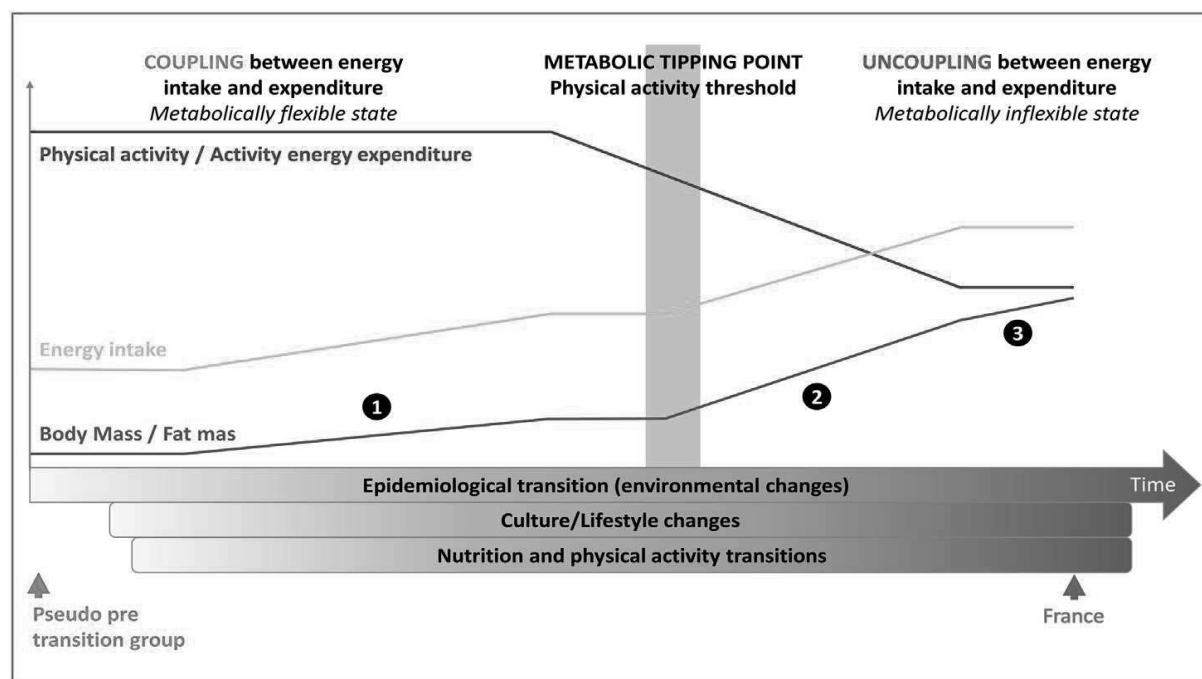 COUPLING between energy
intake and expenditure
Metabolically flexible state
METABOLIC TIPPING POINT
Physical activity threshold
UNCOUPLING between energy
intake and expenditure
Metabolically inflexible state
Physical activity / Activity energy expenditure
Energy intake
1
2
3
Body Mass / Fat mas
Epidemiological transition (environmental changes)
Time
Culture/Lifestyle changes
Nutrition and physical activity transitions
Pseudo pre
transition group
France